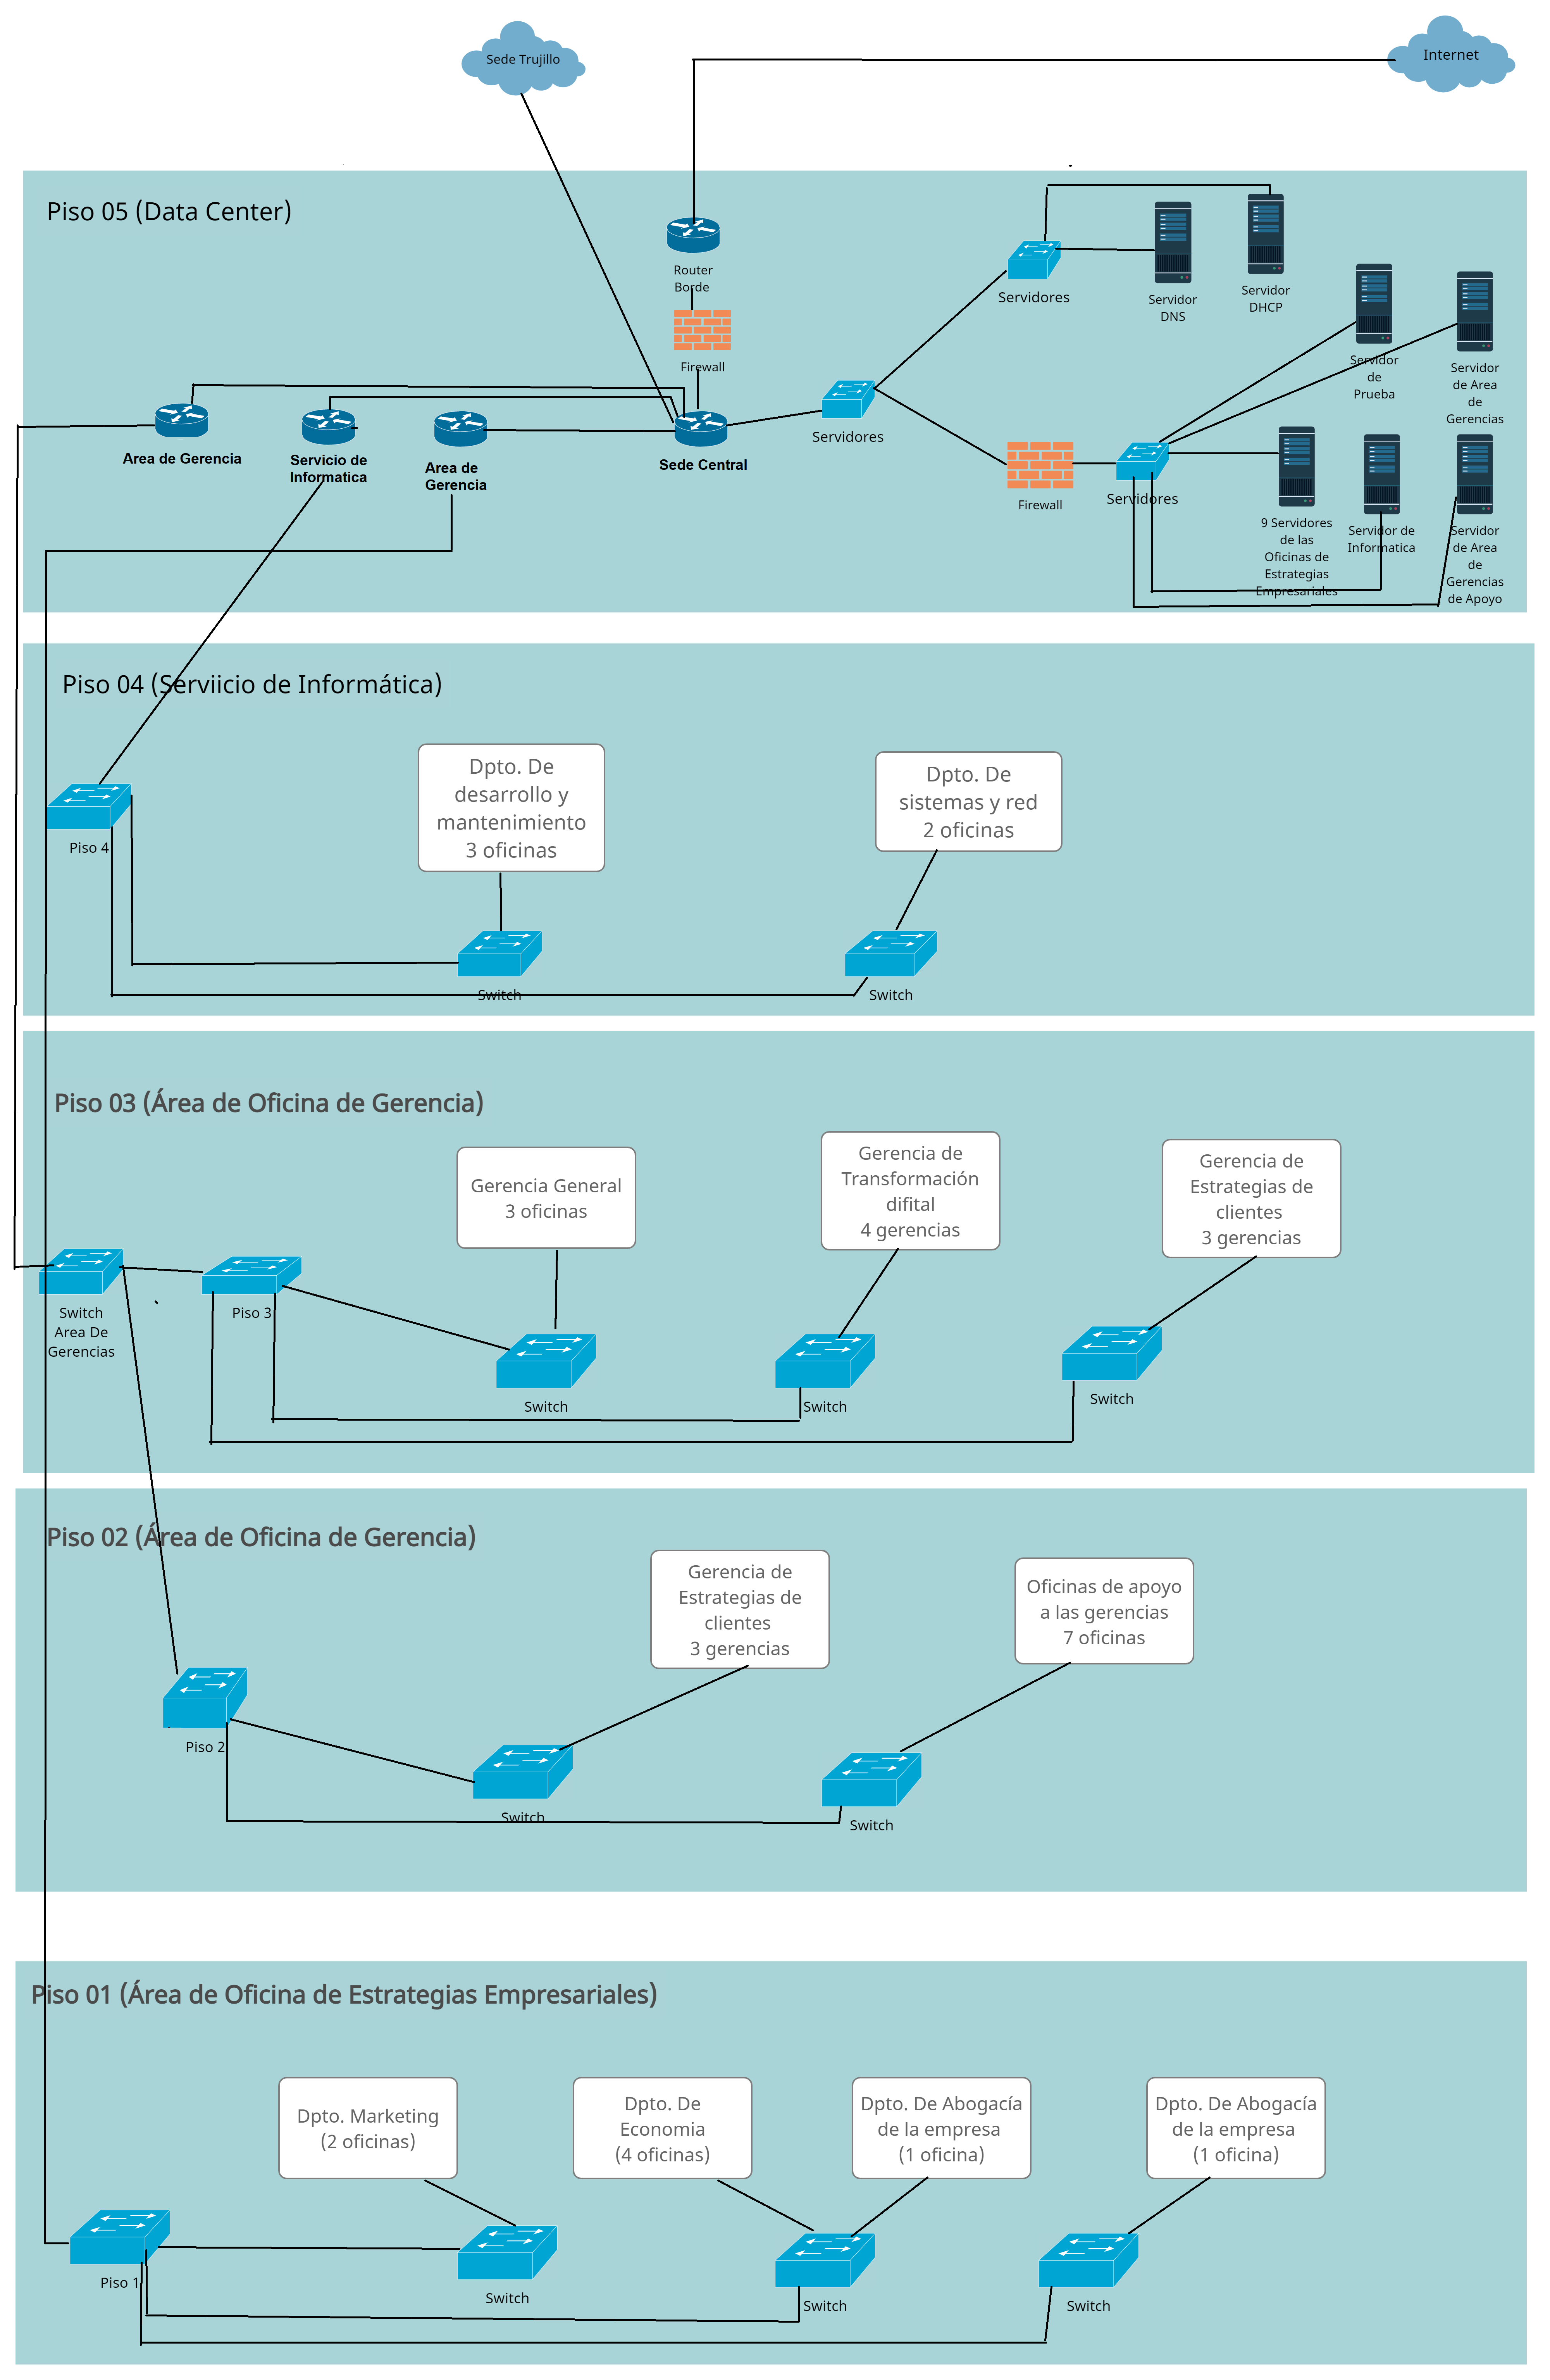 Sede Trujillo
Internet
Piso 05 (Data Center)
Router
Borde
Firewall
Servidores
Servidor
DNS
Servidor
DHCP
Servidor
de
Prueba
Servidor
de Area
de
Gerencias
Area de Gerencia
Servicio de
Informatica
Area de
Gerencia
Sede Central
Servidores
Firewall
Servidores
9 Servidores
de las
Oficinas de
Estrategias
Empresariales
Servidor de
Informatica
Servidor
de Area
de
Gerencias
de Apoyo
Piso 04 (Serviicio de Informática)
Dpto. De
desarrollo y
mantenimiento
3 oficinas
Dpto. De
sistemas y red
2 oficinas
Piso 4
Switch
Switch
Piso 03 (Área de Oficina de Gerencia)
Gerencia General
3 oficinas
Gerencia de
Transformación
difital
4 gerencias
Gerencia de
Estrategias de
clientes
3 gerencias
Switch
Area De
Gerencias
Piso 3
Switch
Switch
Switch
Piso 02 (Área de Oficina de Gerencia)
Gerencia de
Estrategias de
clientes
3 gerencias
Oficinas de apoyo
a las gerencias
7 oficinas
Piso 2
Switch
Switch
Piso 01 (Área de Oficina de Estrategias Empresariales)
Dpto. Marketing
(2 oficinas)
Dpto. De
Economia
(4 oficinas)
Dpto. De Abogacía
de la empresa
(1 oficina)
Dpto. De Abogacía
de la empresa
(1 oficina)
Piso 1
Switch
Switch
Switch